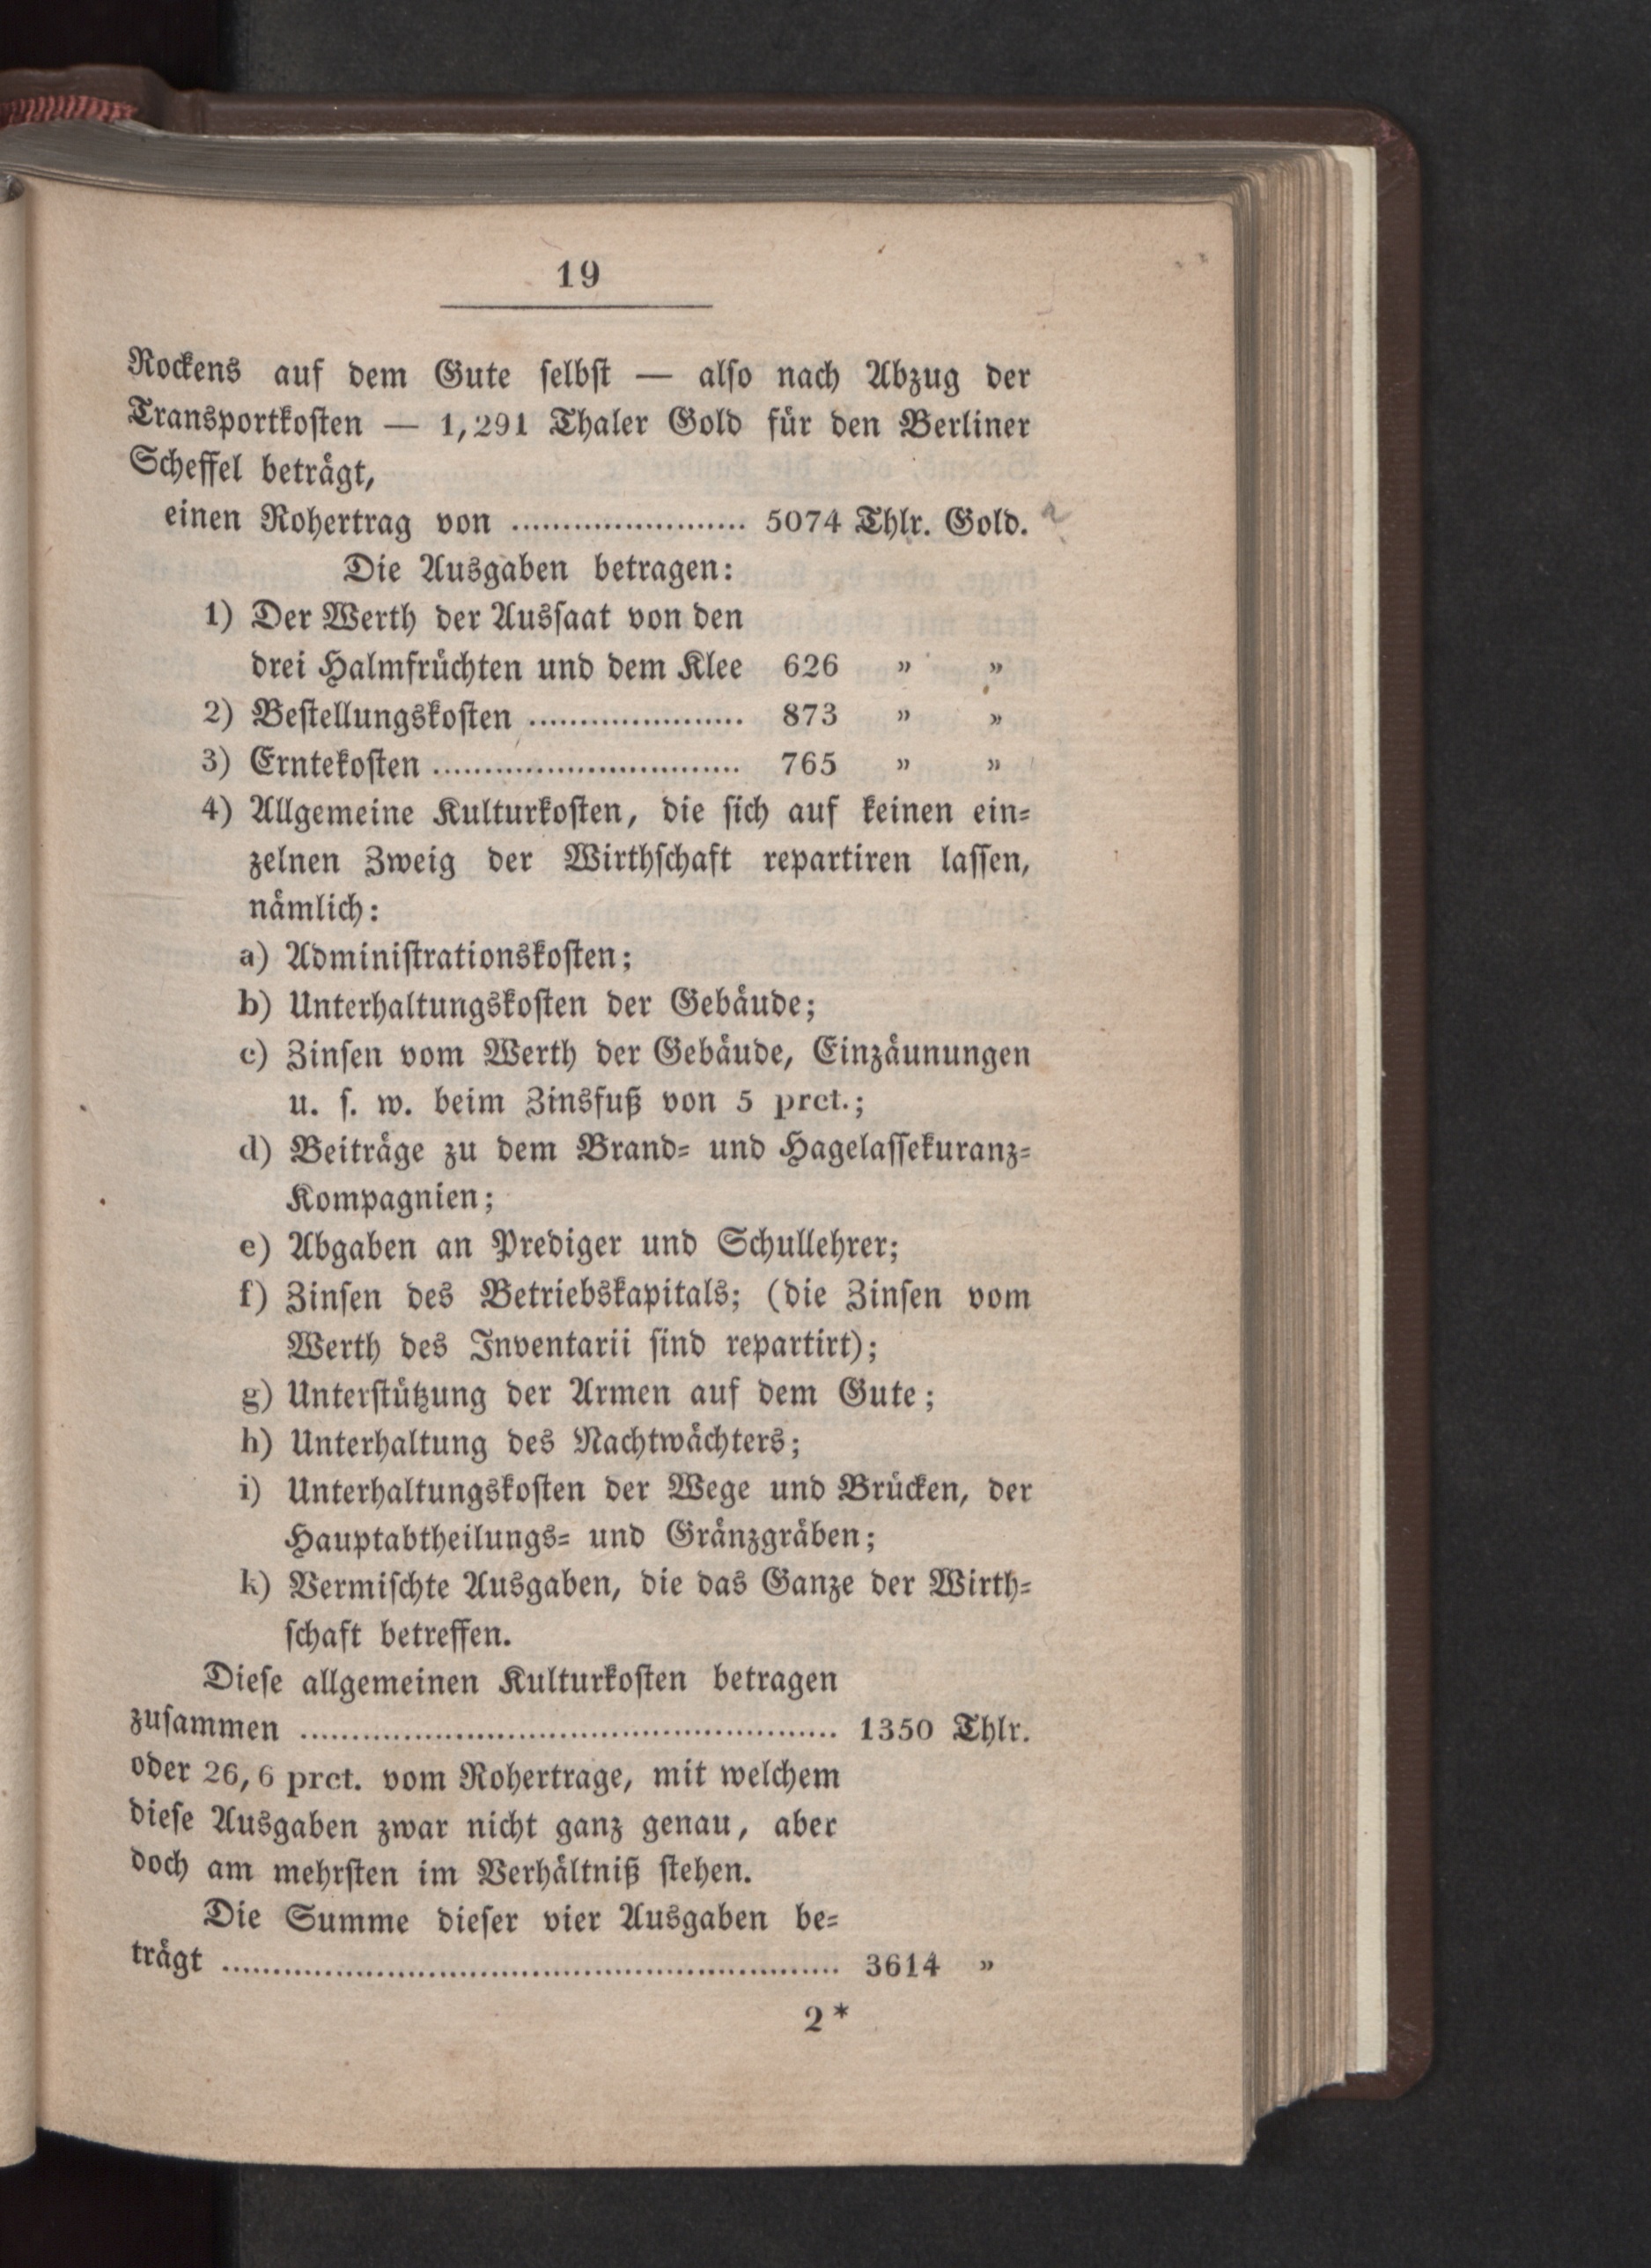 19
Rockens auf dem Gute selbst — also nach Abzug der
Transportkosten — 1,291 Thaler Gold für den Berliner
Scheffel beträgt,
einen Rohertrag von ....................... 5074 Thlr. Gold.
Die Ausgaben betragen:
1) Der Werth der Aussaat von den
drei Halmfrüchten und dem Klee 626 » »
2) Bestellungskosten ..................... 873 » »
3) Erntekosten .............................. 765 » »
4) Allgemeine Kulturkosten, die sich auf keinen ein-
zelnen Zweig der Wirthschaft repartiren lassen,
nämlich:
a) Administrationskosten;
b) Unterhaltungskosten der Gebäude;
c) Zinsen vom Werth der Gebäude, Einzäunungen
u. s. w. beim Zinsfuß von 5 prct.;
d) Beiträge zu dem Brand- und Hagelassekuranz-
Kompagnien;
e) Abgaben an Prediger und Schullehrer;
f) Zinsen des Betriebskapitals; (die Zinsen vom
Werth des Inventarii sind repartirt);
g) Unterstützung der Armen auf dem Gute;
h) Unterhaltung des Nachtwächters;
i) Unterhaltungskosten der Wege und Brücken, der
Hauptabtheilungs- und Gränzgräben;
k) Vermischte Ausgaben, die das Ganze der Wirth-
schaft betreffen.
Diese allgemeinen Kulturkosten betragen
zusammen .................................................... 1350 Thlr.
oder 26,6 prct. vom Rohertrage, mit welchem
diese Ausgaben zwar nicht ganz genau, aber
doch am mehrsten im Verhältniß stehen.
Die Summe dieser vier Ausgaben be-
trägt ............................................................ 3614 »
2*